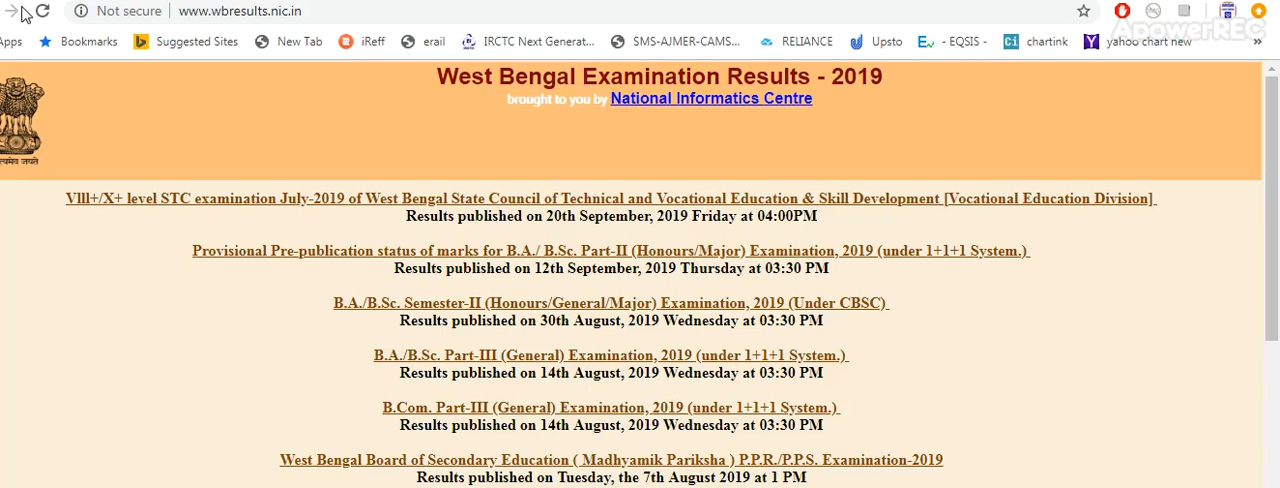 Not secure | www.wbresults.nic.in
ApowerREC
Apps Bookmarks Suggested Sites New Tab iReff erail IRCTC Next Generat... SMS-AJMER-CAMS... RELIANCE Upsto - EQSIS - chartink yahoo chart new »
West Bengal Examination Results - 2019
brought to you by National Informatics Centre
सत्यमेव जयते
Vlll+/X+ level STC examination July-2019 of West Bengal State Council of Technical and Vocational Education & Skill Development [Vocational Education Division]
Results published on 20th September, 2019 Friday at 04:00PM
Provisional Pre-publication status of marks for B.A./ B.Sc. Part-II (Honours/Major) Examination, 2019 (under 1+1+1 System.)
Results published on 12th September, 2019 Thursday at 03:30 PM
B.A./B.Sc. Semester-II (Honours/General/Major) Examination, 2019 (Under CBSC)
Results published on 30th August, 2019 Wednesday at 03:30 PM
B.A./B.Sc. Part-III (General) Examination, 2019 (under 1+1+1 System.)
Results published on 14th August, 2019 Wednesday at 03:30 PM
B.Com. Part-III (General) Examination, 2019 (under 1+1+1 System.)
Results published on 14th August, 2019 Wednesday at 03:30 PM
West Bengal Board of Secondary Education ( Madhyamik Pariksha ) P.P.R./P.P.S. Examination-2019
Results published on Tuesday, the 7th August 2019 at 1 PM